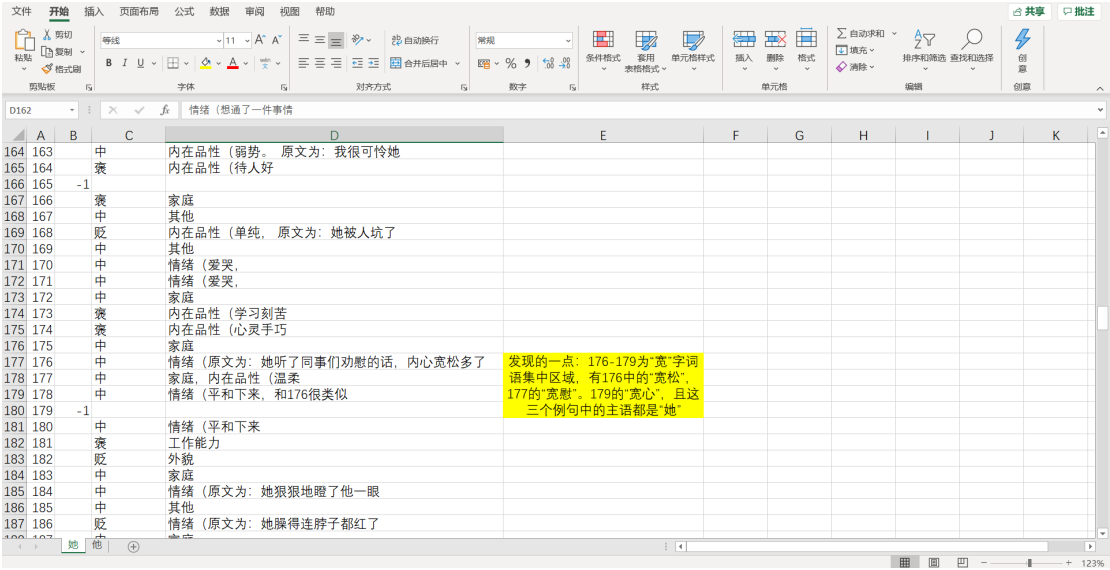 文件 开始 插入 页面布局 公式 数据 审阅 视图 帮助 共享 批注
粘贴 剪切 复制 格式刷 剪贴板
等线 11 A A B I U A 字体
自动换行 合并后居中 对齐方式
常规 % 数字
条件格式 套用 表格格式 单元格样式 样式
插入 删除 格式 单元格
自动求和 填充 清除 排序和筛选 查找和选择 编辑
创意 创意
D162 fx 情绪（想通了一件事情
A B C D E F G H I J K
164 163 中 内在品性（弱势。 原文为：我很可怜她
165 164 褒 内在品性（待人好
166 165 -1
167 166 褒 家庭
168 167 中 其他
169 168 贬 内在品性（单纯， 原文为：她被人坑了
170 169 中 其他
171 170 中 情绪（爱哭，
172 171 中 情绪（爱哭，
173 172 中 家庭
174 173 褒 内在品性（学习刻苦
175 174 褒 内在品性（心灵手巧
176 175 中 家庭
177 176 中 情绪（原文为：她听了同事们劝慰的话，内心宽松多了
178 177 中 家庭，内在品性（温柔
179 178 中 情绪（平和下来，和176很类似
180 179 -1
发现的一点：176-179为“宽”字词
语集中区域，有176中的“宽松”，
177的“宽慰”。179的“宽心”，且这
三个例句中的主语都是“她”
181 180 中 情绪（平和下来
182 181 褒 工作能力
183 182 贬 外貌
184 183 中 家庭
185 184 中 情绪（原文为：她狠狠地瞪了他一眼
186 185 中 其他
187 186 贬 情绪（原文为：她臊得连脖子都红了
她 他
123%